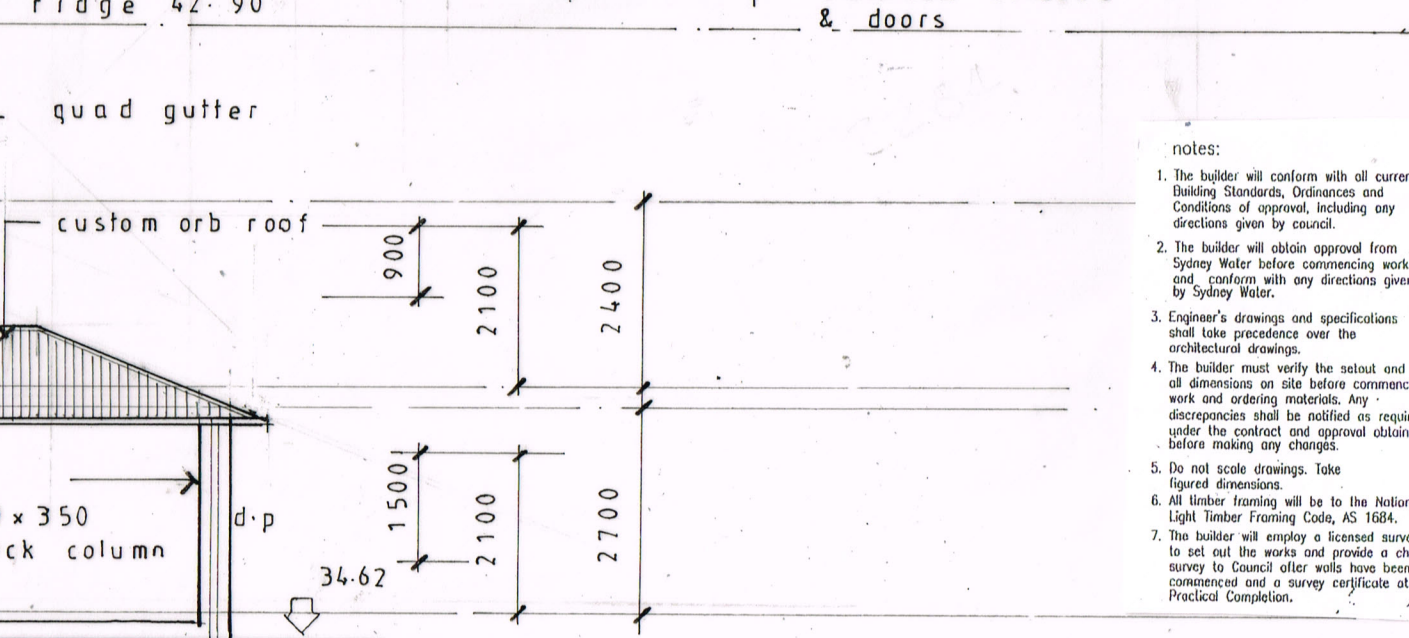 ridge 42.90
& doors
quad gutter
custom orb roof
900
2100
2400
1500
2100
2700
x 350
ck column
d.p
34.62
notes:
1. The builder will conform with all curren
Building Standards, Ordinances and
Conditions of approval, including any
directions given by council.
2. The builder will obtain approval from
Sydney Water before commencing work
and conform with any directions given
by Sydney Water.
3. Engineer's drawings and specifications
shall take precedence over the
architectural drawings.
4. The builder must verify the setout and
all dimensions on site before commenc
work and ordering materials. Any
discrepancies shall be notified as requir
under the contract and approval obtain
before making any changes.
5. Do not scale drawings. Take
figured dimensions.
6. All timber framing will be to the Nation
Light Timber Framing Code, AS 1684.
7. The builder will employ a licensed surve
to set out the works and provide a ch
survey to Council after walls have been
commenced and a survey certificate at
Practical Completion.